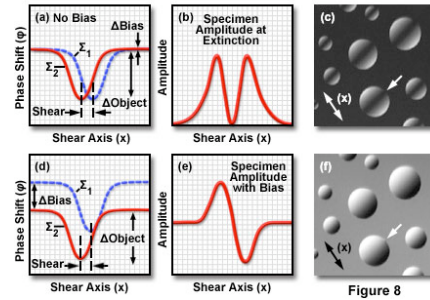 (a) No Bias
ΔBias
Σ1
Σ2
ΔObject
Shear
Phase Shift (φ)
Shear Axis (x)
(b) Specimen
Amplitude at
Extinction
Amplitude
Shear Axis (x)
(c)
(x)
(d)
Σ1
ΔBias
Σ2
ΔObject
Shear
Phase Shift (φ)
Shear Axis (x)
(e) Specimen
Amplitude
with Bias
Amplitude
Shear Axis (x)
(f)
(x)
Figure 8